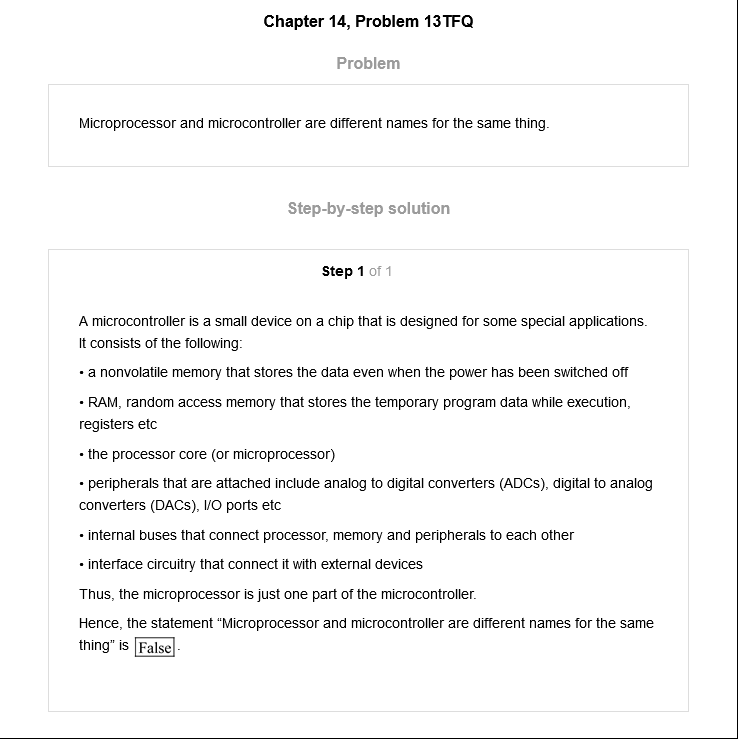 Chapter 14, Problem 13TFQ
Problem
Microprocessor and microcontroller are different names for the same thing.
Step-by-step solution
Step 1 of 1
A microcontroller is a small device on a chip that is designed for some special applications.
It consists of the following:
• a nonvolatile memory that stores the data even when the power has been switched off
• RAM, random access memory that stores the temporary program data while execution,
registers etc
• the processor core (or microprocessor)
• peripherals that are attached include analog to digital converters (ADCs), digital to analog
converters (DACs), I/O ports etc
• internal buses that connect processor, memory and peripherals to each other
• interface circuitry that connect it with external devices
Thus, the microprocessor is just one part of the microcontroller.
Hence, the statement “Microprocessor and microcontroller are different names for the same
thing” is False.